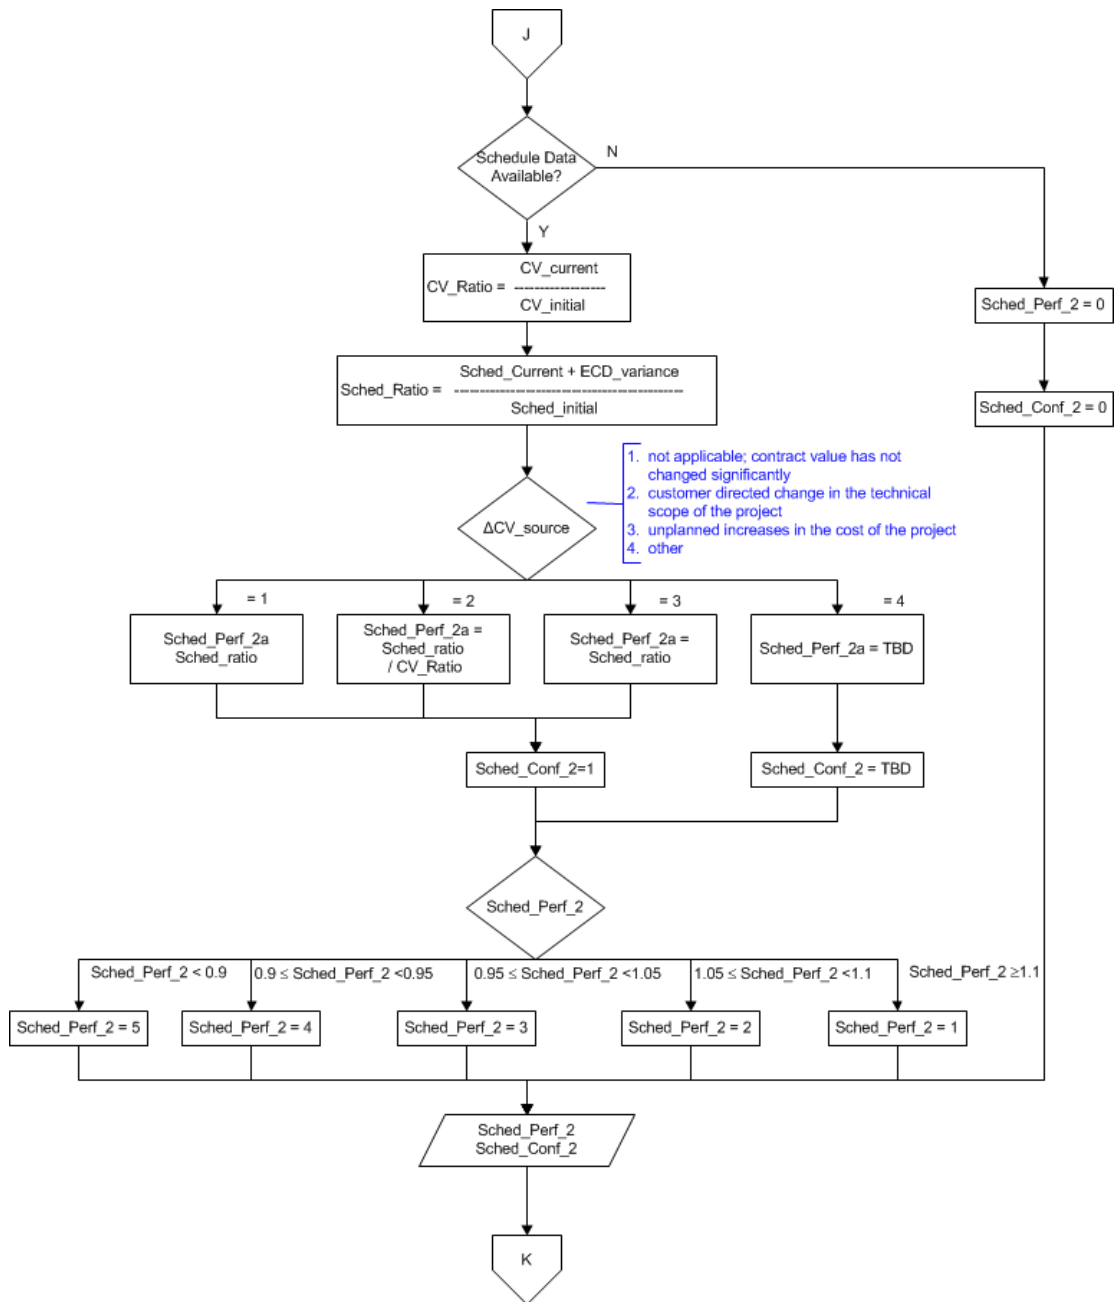 J
Schedule Data
Available?
N
Y
CV_Ratio =
CV_current
-------------------
CV_initial
Sched_Perf_2 = 0
Sched_Ratio =
Sched_Current + ECD_variance
---------------------------------------------
Sched_initial
Sched_Conf_2 = 0
1. not applicable; contract value has not
changed significantly
2. customer directed change in the technical
scope of the project
3. unplanned increases in the cost of the project
4. other
ΔCV_source
= 1
= 2
= 3
= 4
Sched_Perf_2a
Sched_ratio
Sched_Perf_2a =
Sched_ratio
/ CV_Ratio
Sched_Perf_2a =
Sched_ratio
Sched_Perf_2a = TBD
Sched_Conf_2=1
Sched_Conf_2 = TBD
Sched_Perf_2
Sched_Perf_2 < 0.9
0.9 ≤ Sched_Perf_2 <0.95
0.95 ≤ Sched_Perf_2 <1.05
1.05 ≤ Sched_Perf_2 <1.1
Sched_Perf_2 ≥1.1
Sched_Perf_2 = 5
Sched_Perf_2 = 4
Sched_Perf_2 = 3
Sched_Perf_2 = 2
Sched_Perf_2 = 1
Sched_Perf_2
Sched_Conf_2
K